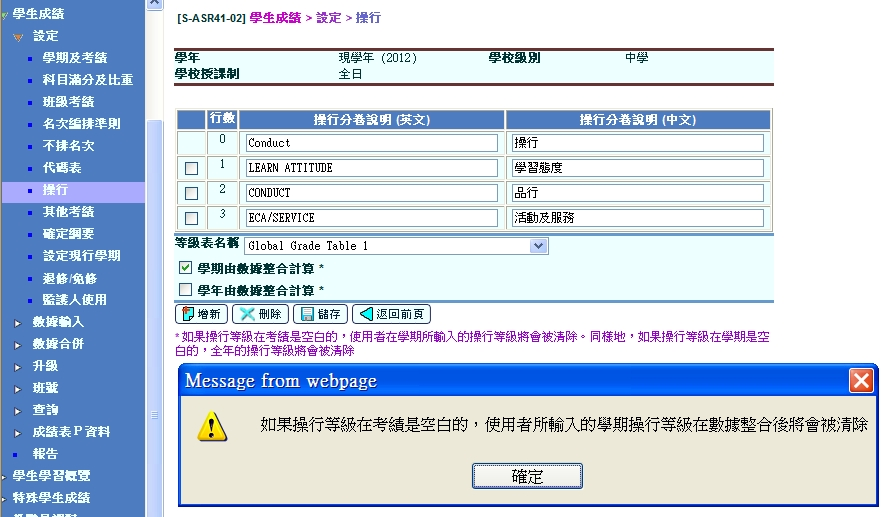 學生成績
設定
學期及考績
科目滿分及比重
班級考績
名次編排準則
不排名次
代碼表
操行
其他考績
確定綱要
設定現行學期
退修/免修
監護人使用
數據輸入
數據合併
升級
班號
查詢
成績表P資料
報告
學生學習概覽
特殊學生成績
[S-ASR41-02] 學生成績 > 設定 > 操行
學年 現學年 (2012) 學校級別 中學
學校授課制 全日
行數 操行分卷說明 (英文) 操行分卷說明 (中文)
0 Conduct 操行
1 LEARN ATTITUDE 學習態度
2 CONDUCT 品行
3 ECA/SERVICE 活動及服務
等級表名稱 Global Grade Table 1
學期由數據整合計算 *
學年由數據整合計算 *
增新 刪除 儲存 返回前頁
* 如果操行等級在考績是空白的，使用者在學期所輸入的操行等級將會被清除。同樣地，如果操行等級在學期是空
白的，全年的操行等級將會被清除
Message from webpage
如果操行等級在考績是空白的，使用者所輸入的學期操行等級在數據整合後將會被清除
確定